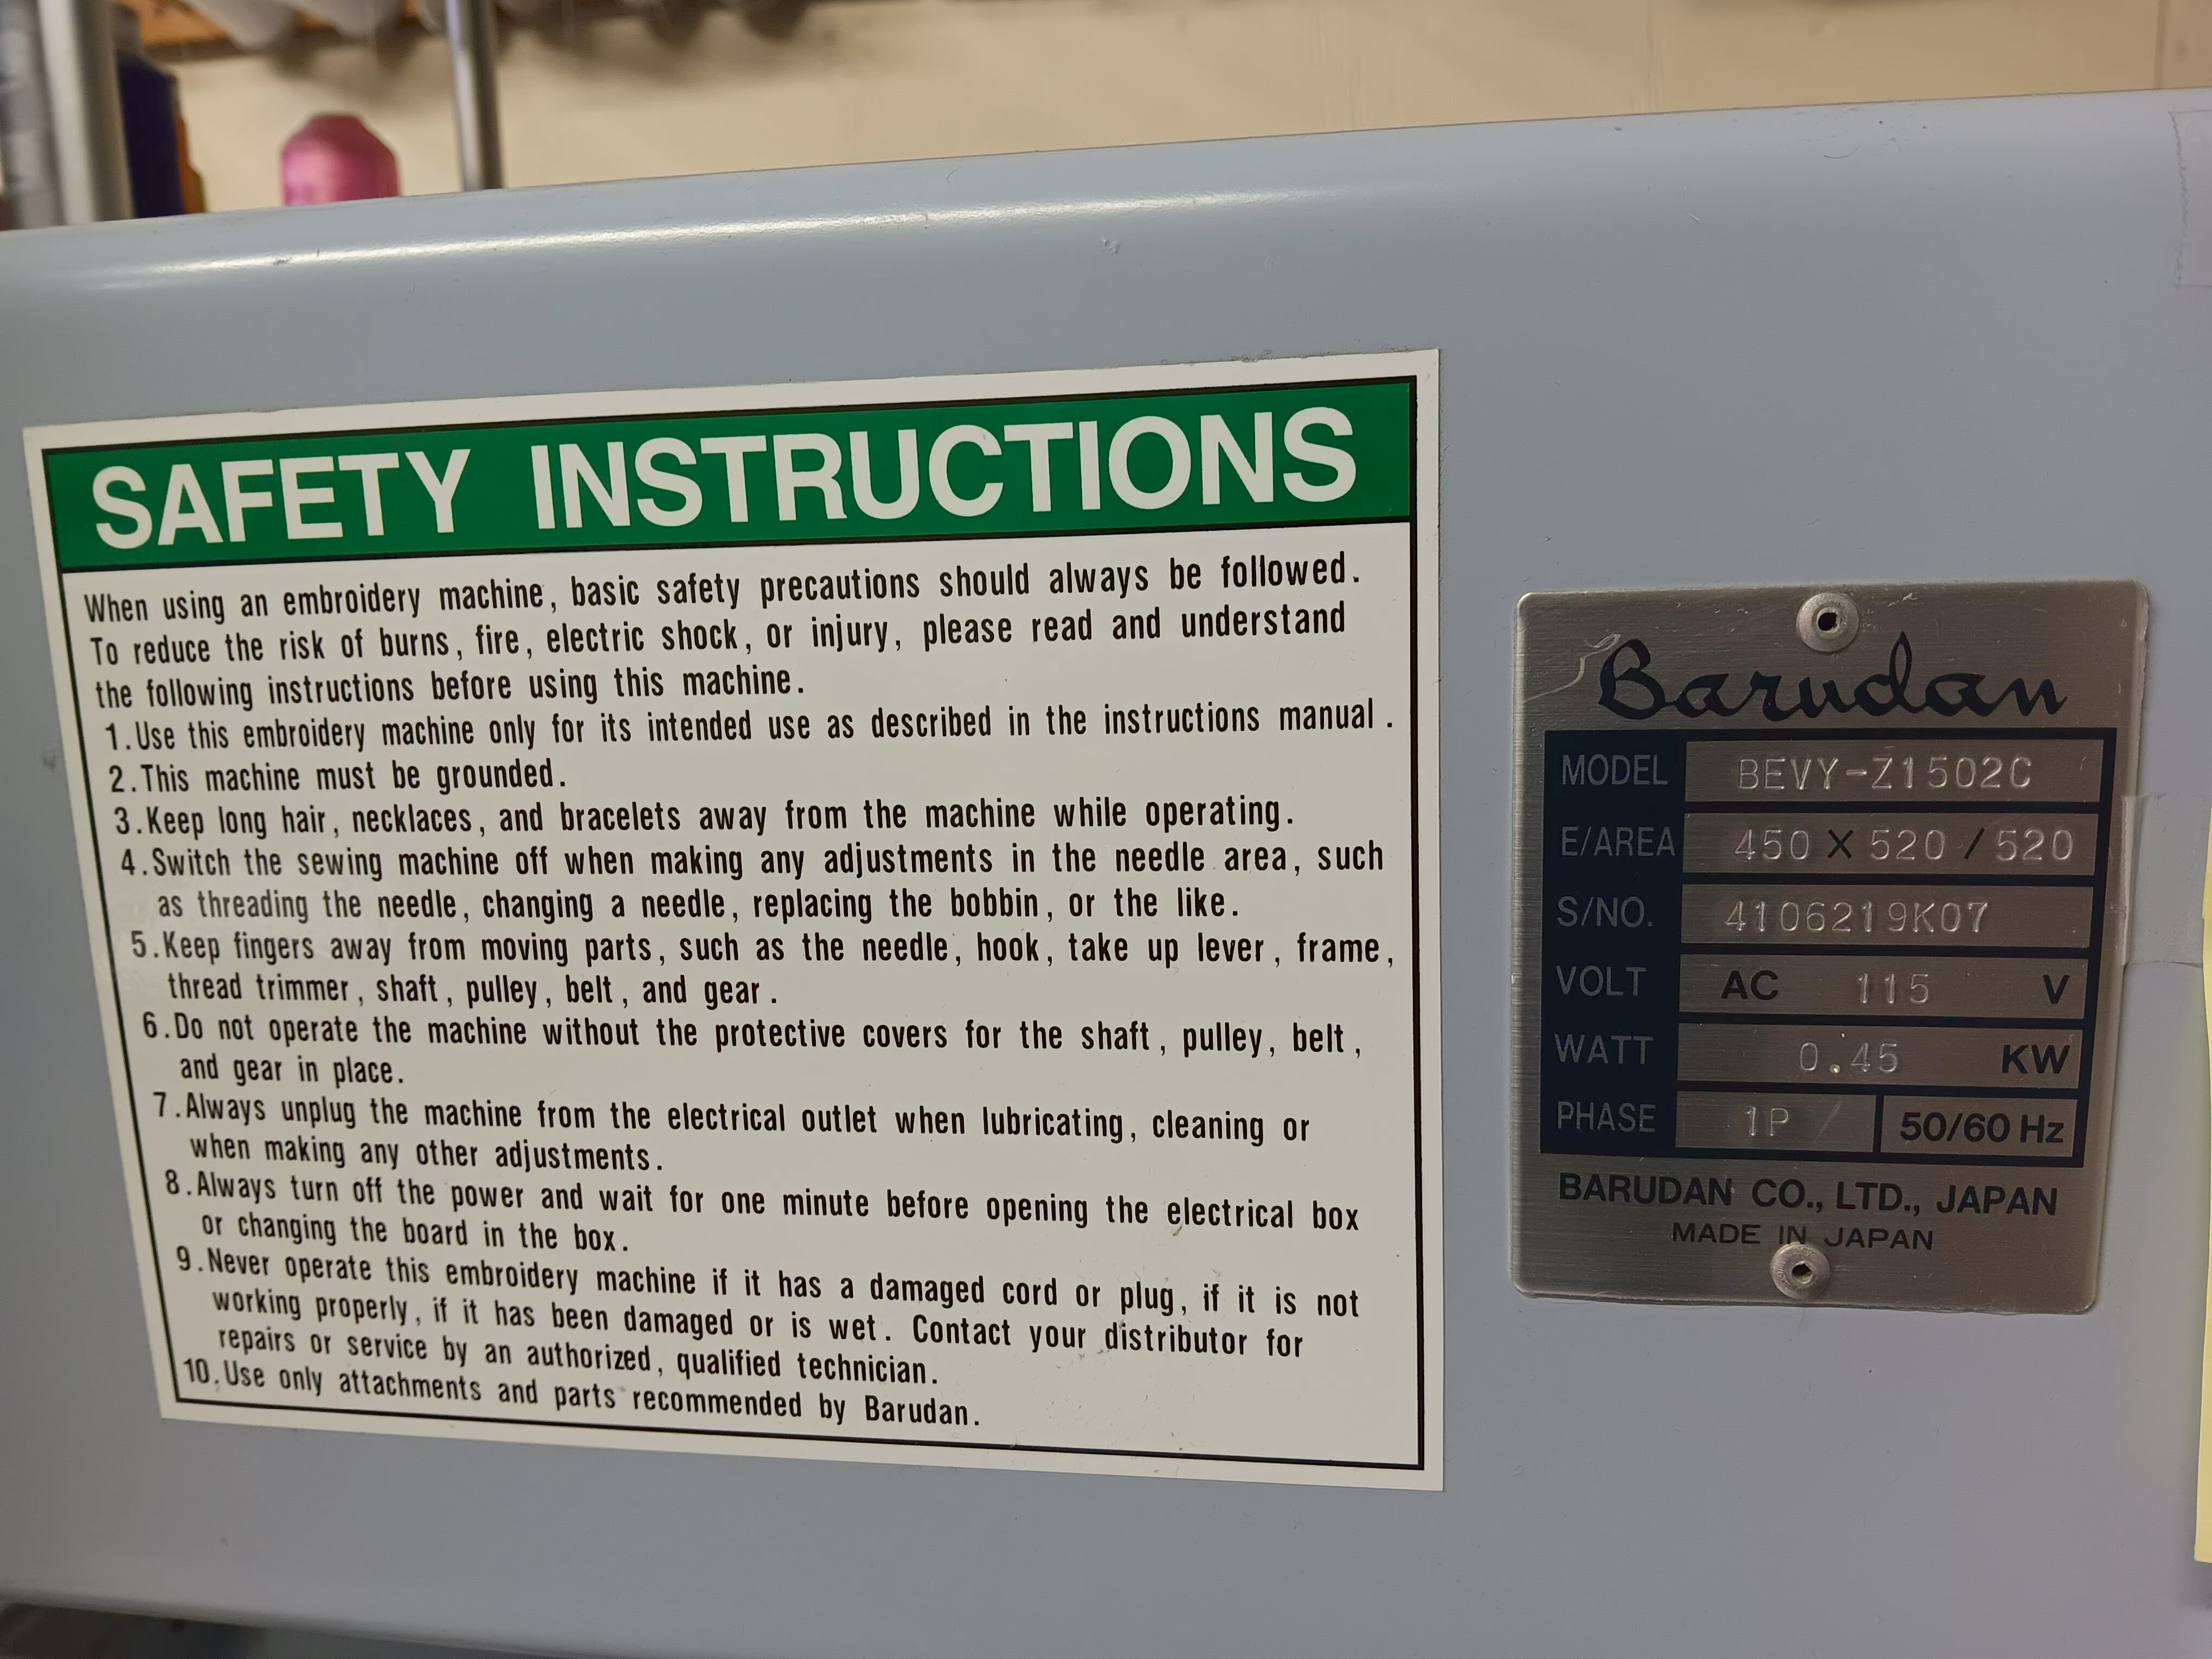 SAFETY INSTRUCTIONS
When using an embroidery machine, basic safety precautions should always be followed.
To reduce the risk of burns, fire, electric shock, or injury, please read and understand
the following instructions before using this machine.
1.Use this embroidery machine only for its intended use as described in the instructions manual.
2.This machine must be grounded.
3.Keep long hair, necklaces, and bracelets away from the machine while operating.
4.Switch the sewing machine off when making any adjustments in the needle area, such
as threading the needle, changing a needle, replacing the bobbin, or the like.
5.Keep fingers away from moving parts, such as the needle, hook, take up lever, frame,
thread trimmer, shaft, pulley, belt, and gear.
6.Do not operate the machine without the protective covers for the shaft, pulley, belt,
and gear in place.
7.Always unplug the machine from the electrical outlet when lubricating, cleaning or
when making any other adjustments.
8.Always turn off the power and wait for one minute before opening the electrical box
or changing the board in the box.
9.Never operate this embroidery machine if it has a damaged cord or plug, if it is not
working properly, if it has been damaged or is wet. Contact your distributor for
repairs or service by an authorized, qualified technician.
10.Use only attachments and parts recommended by Barudan.
Barudan
MODEL BEVY-Z1502C
E/AREA 450 X 520 / 520
S/NO. 4106219K07
VOLT AC 115 V
WATT 0.45 KW
PHASE 1P 50/60 Hz
BARUDAN CO., LTD., JAPAN
MADE IN JAPAN